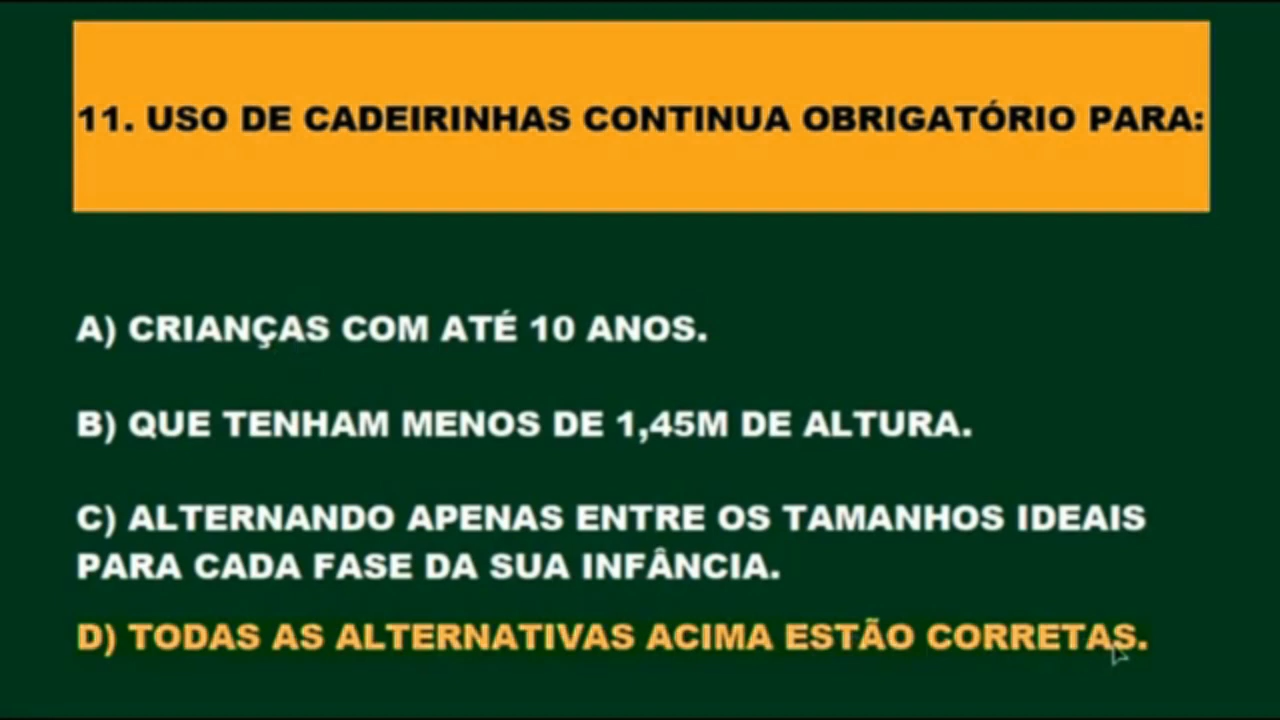 11. USO DE CADEIRINHAS CONTINUA OBRIGATÓRIO PARA:
A) CRIANÇAS COM ATÉ 10 ANOS.
B) QUE TENHAM MENOS DE 1,45M DE ALTURA.
C) ALTERNANDO APENAS ENTRE OS TAMANHOS IDEAIS
PARA CADA FASE DA SUA INFÂNCIA.
D) TODAS AS ALTERNATIVAS ACIMA ESTÃO CORRETAS.